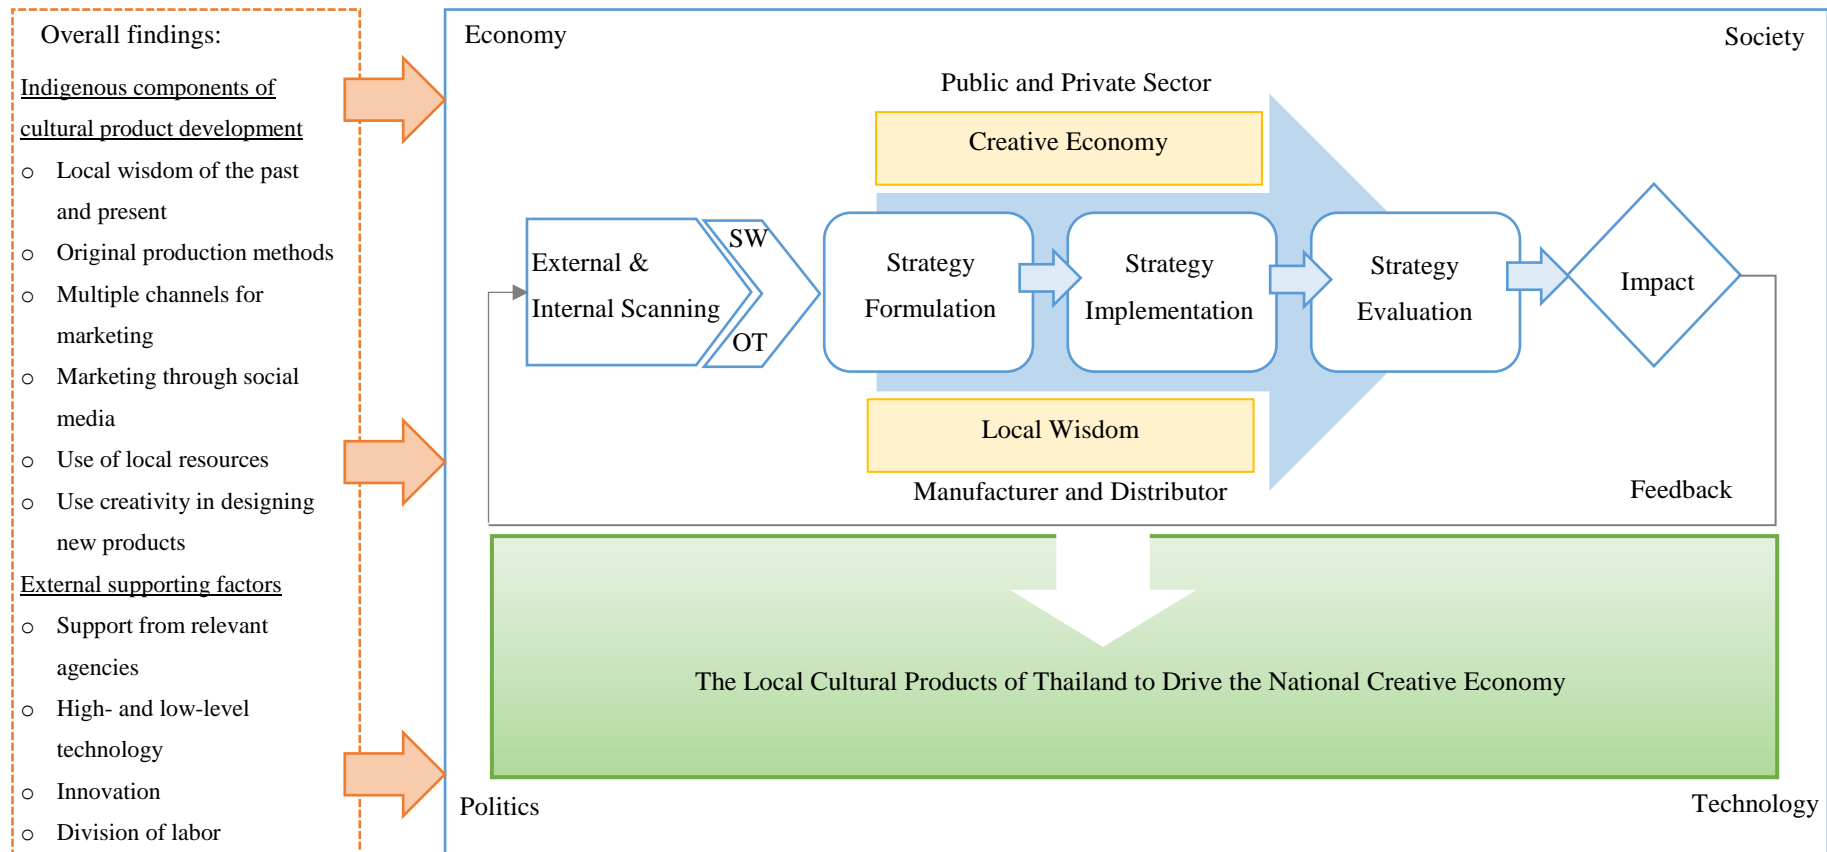 Overall findings:
Indigenous components of
cultural product development
o Local wisdom of the past
and present
o Original production methods
o Multiple channels for
marketing
o Marketing through social
media
o Use of local resources
o Use creativity in designing
new products
External supporting factors
o Support from relevant
agencies
o High- and low-level
technology
o Innovation
o Division of labor
Economy
Society
Public and Private Sector
Creative Economy
External &
Internal Scanning
SW
OT
Strategy
Formulation
Strategy
Implementation
Strategy
Evaluation
Impact
Local Wisdom
Manufacturer and Distributor
Feedback
The Local Cultural Products of Thailand to Drive the National Creative Economy
Politics
Technology